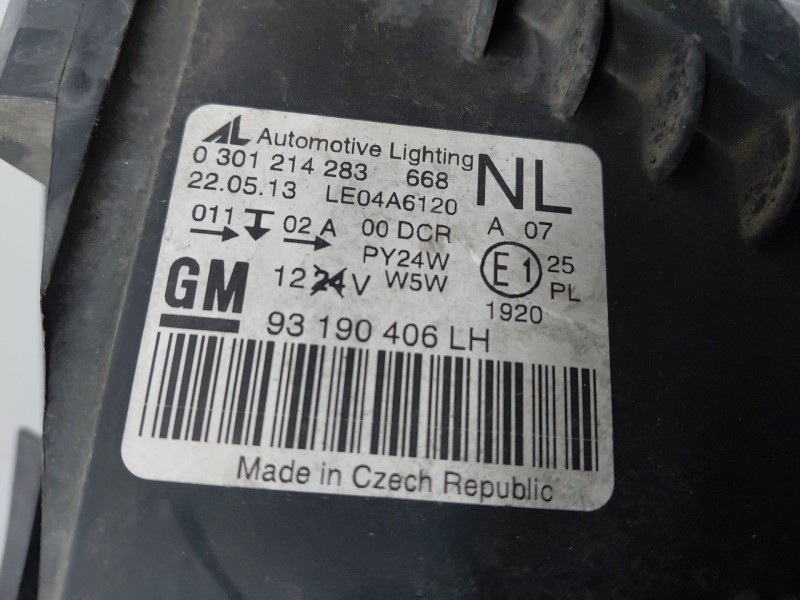 AL Automotive Lighting
NL
0 301 214 283 668
22.05.13 LE04A6120
011 02 A 00 DCR A 07
PY24W E1 25
GM 12 24 V W5W PL
1920
93 190 406 LH
Made in Czech Republic